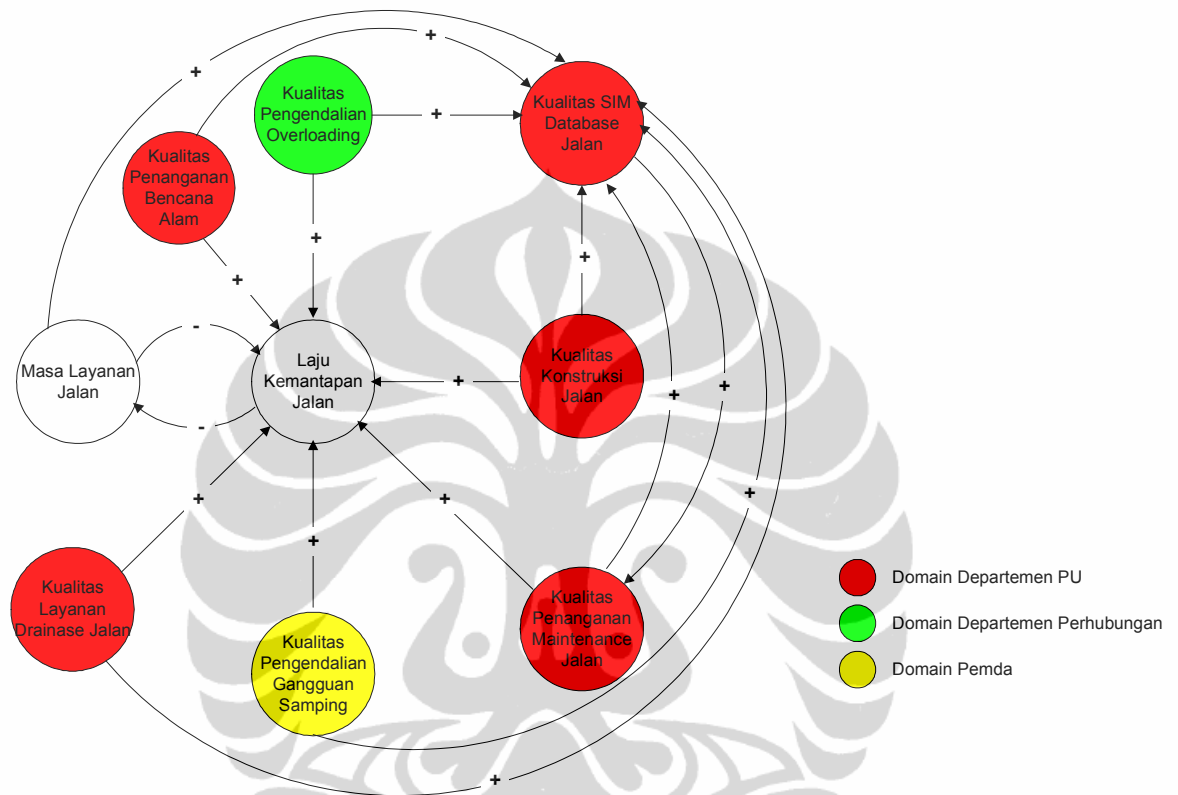 +
+
+
Kualitas
Pengendalian
Overloading
Kualitas SIM
Database
Jalan
+
Kualitas
Penanganan
Bencana
Alam
+
+
+
-
Masa Layanan
Jalan
Laju
Kemantapan
Jalan
+
Kualitas
Konstruksi
Jalan
+
+
-
+
+
+
+
Kualitas
Layanan
Drainase Jalan
Kualitas
Pengendalian
Gangguan
Samping
Kualitas
Penanganan
Maintenance
Jalan
+
Domain Departemen PU
Domain Departemen Perhubungan
Domain Pemda